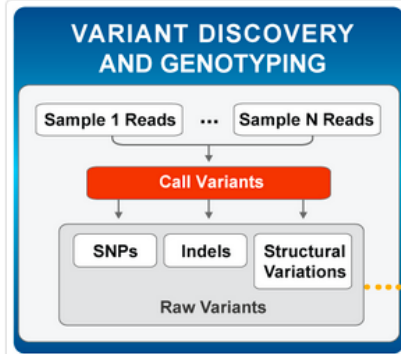 VARIANT DISCOVERY
AND GENOTYPING
Sample 1 Reads ... Sample N Reads
Call Variants
SNPs Indels Structural
Variations
Raw Variants